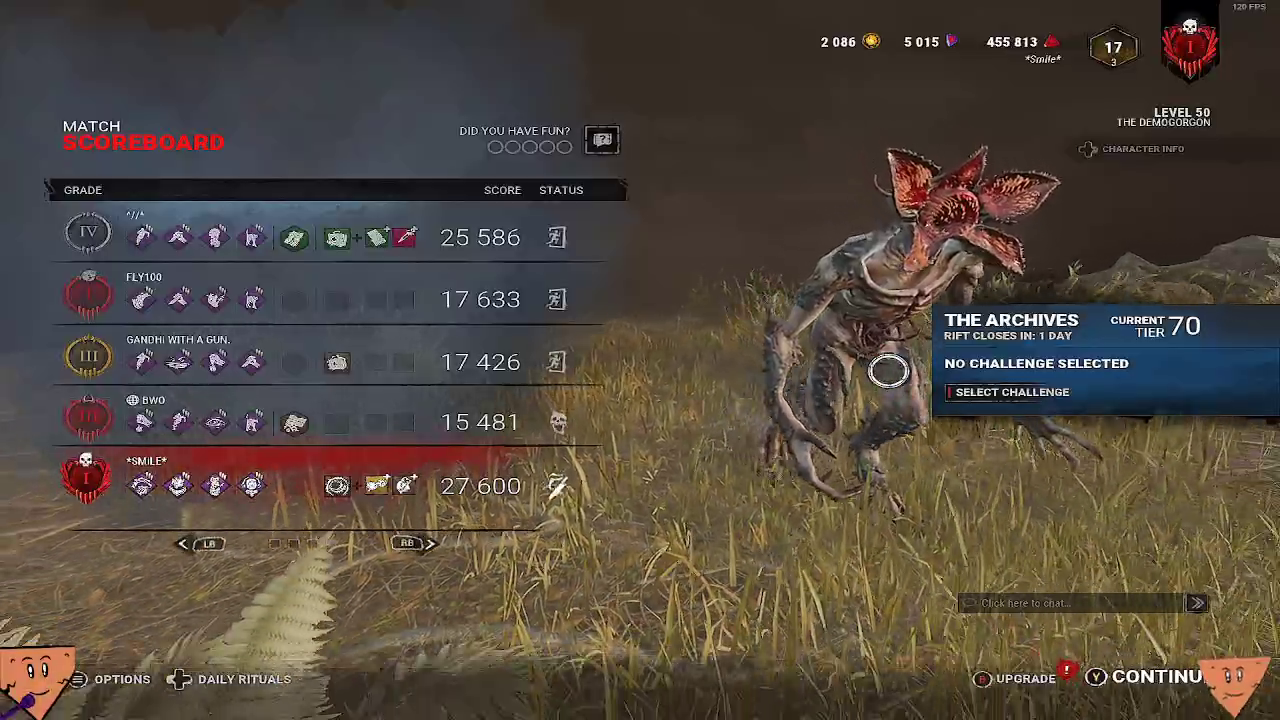 120 FPS
2 086 5 015 455 813 17
*Smile* 3
I
LEVEL 50
THE DEMOGORGON
CHARACTER INFO
MATCH
SCOREBOARD
DID YOU HAVE FUN?
GRADE SCORE STATUS
^//^
IV 25 586
FLY100
I 17 633
GANDHI WITH A GUN.
III 17 426
BWO
III 15 481
*SMILE*
I 27 600
LB RB
THE ARCHIVES CURRENT
TIER 70
RIFT CLOSES IN: 1 DAY
NO CHALLENGE SELECTED
SELECT CHALLENGE
Click here to chat...
OPTIONS DAILY RITUALS
B UPGRADE ! Y CONTINU